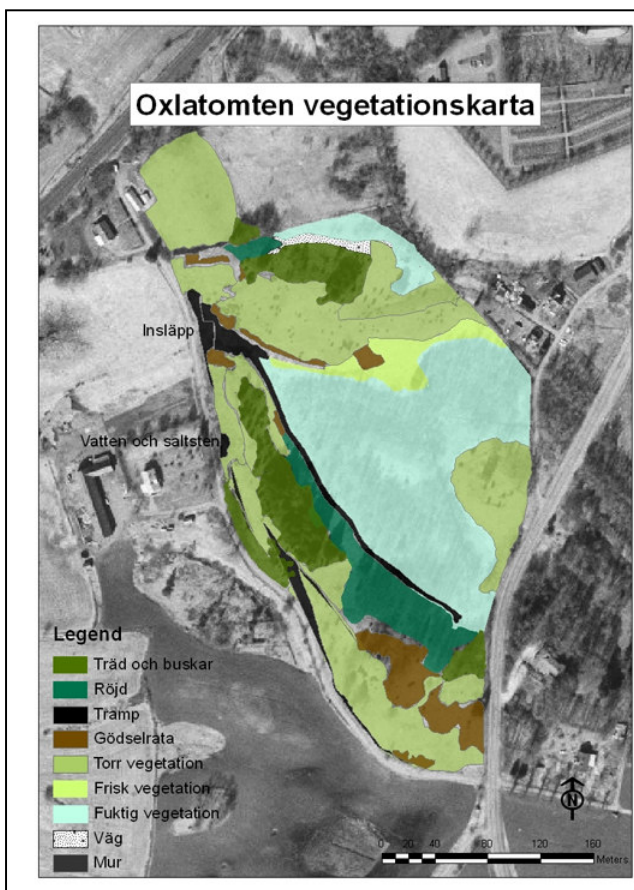 Oxlatomten vegetationskarta
Insläpp
Vatten och saltsten
Legend
Träd och buskar
Röjd
Tramp
Gödselrata
Torr vegetation
Frisk vegetation
Fuktig vegetation
Väg
Mur
N
0 20 40 80 120 160
Meters